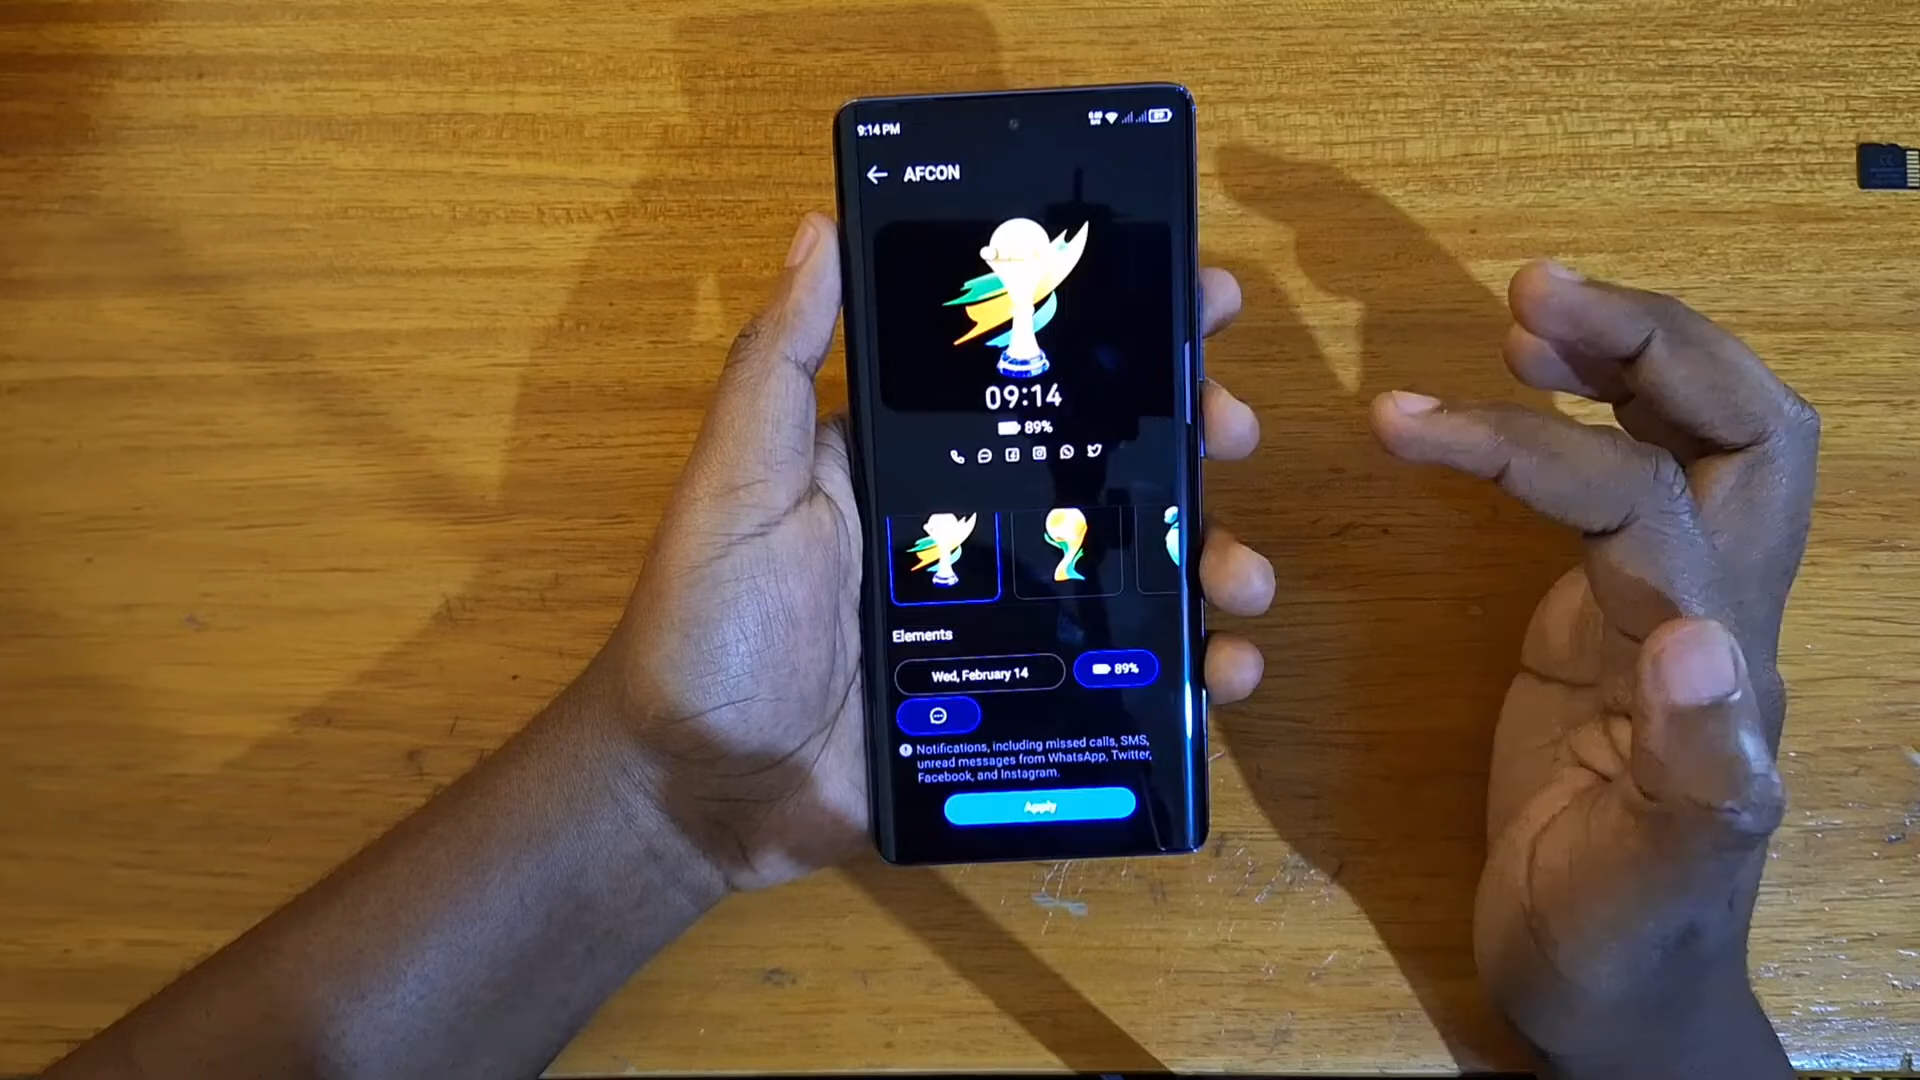 9:14 PM
89
AFCON
09:14
89%
Elements
Wed, February 14
89%
Notifications, including missed calls, SMS,
unread messages from WhatsApp, Twitter,
Facebook, and Instagram.
Apply